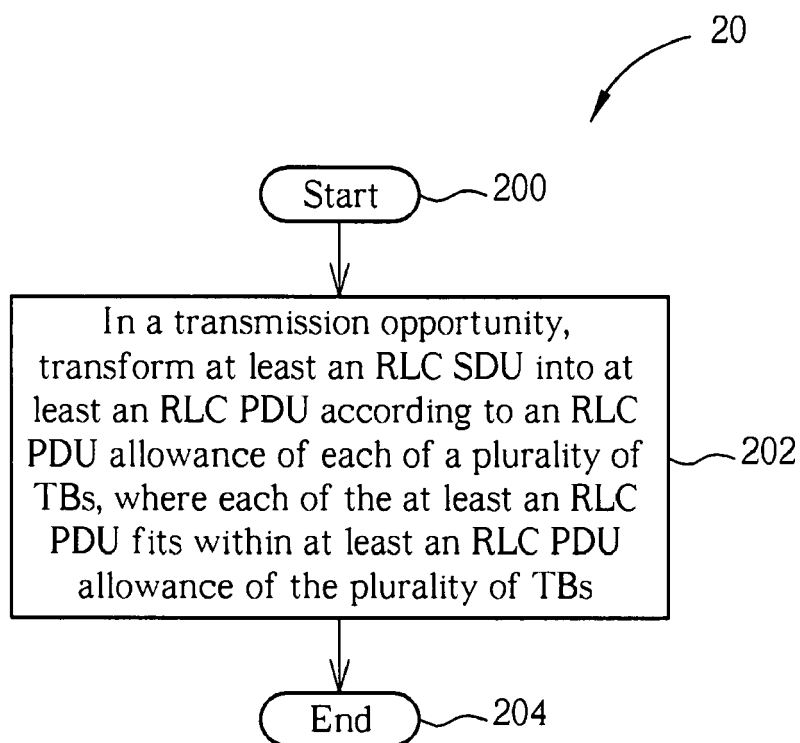 20
Start
200
In a transmission opportunity,
transform at least an RLC SDU into at
least an RLC PDU according to an RLC
PDU allowance of each of a plurality of
TBs, where each of the at least an RLC
PDU fits within at least an RLC PDU
allowance of the plurality of TBs
202
End
204